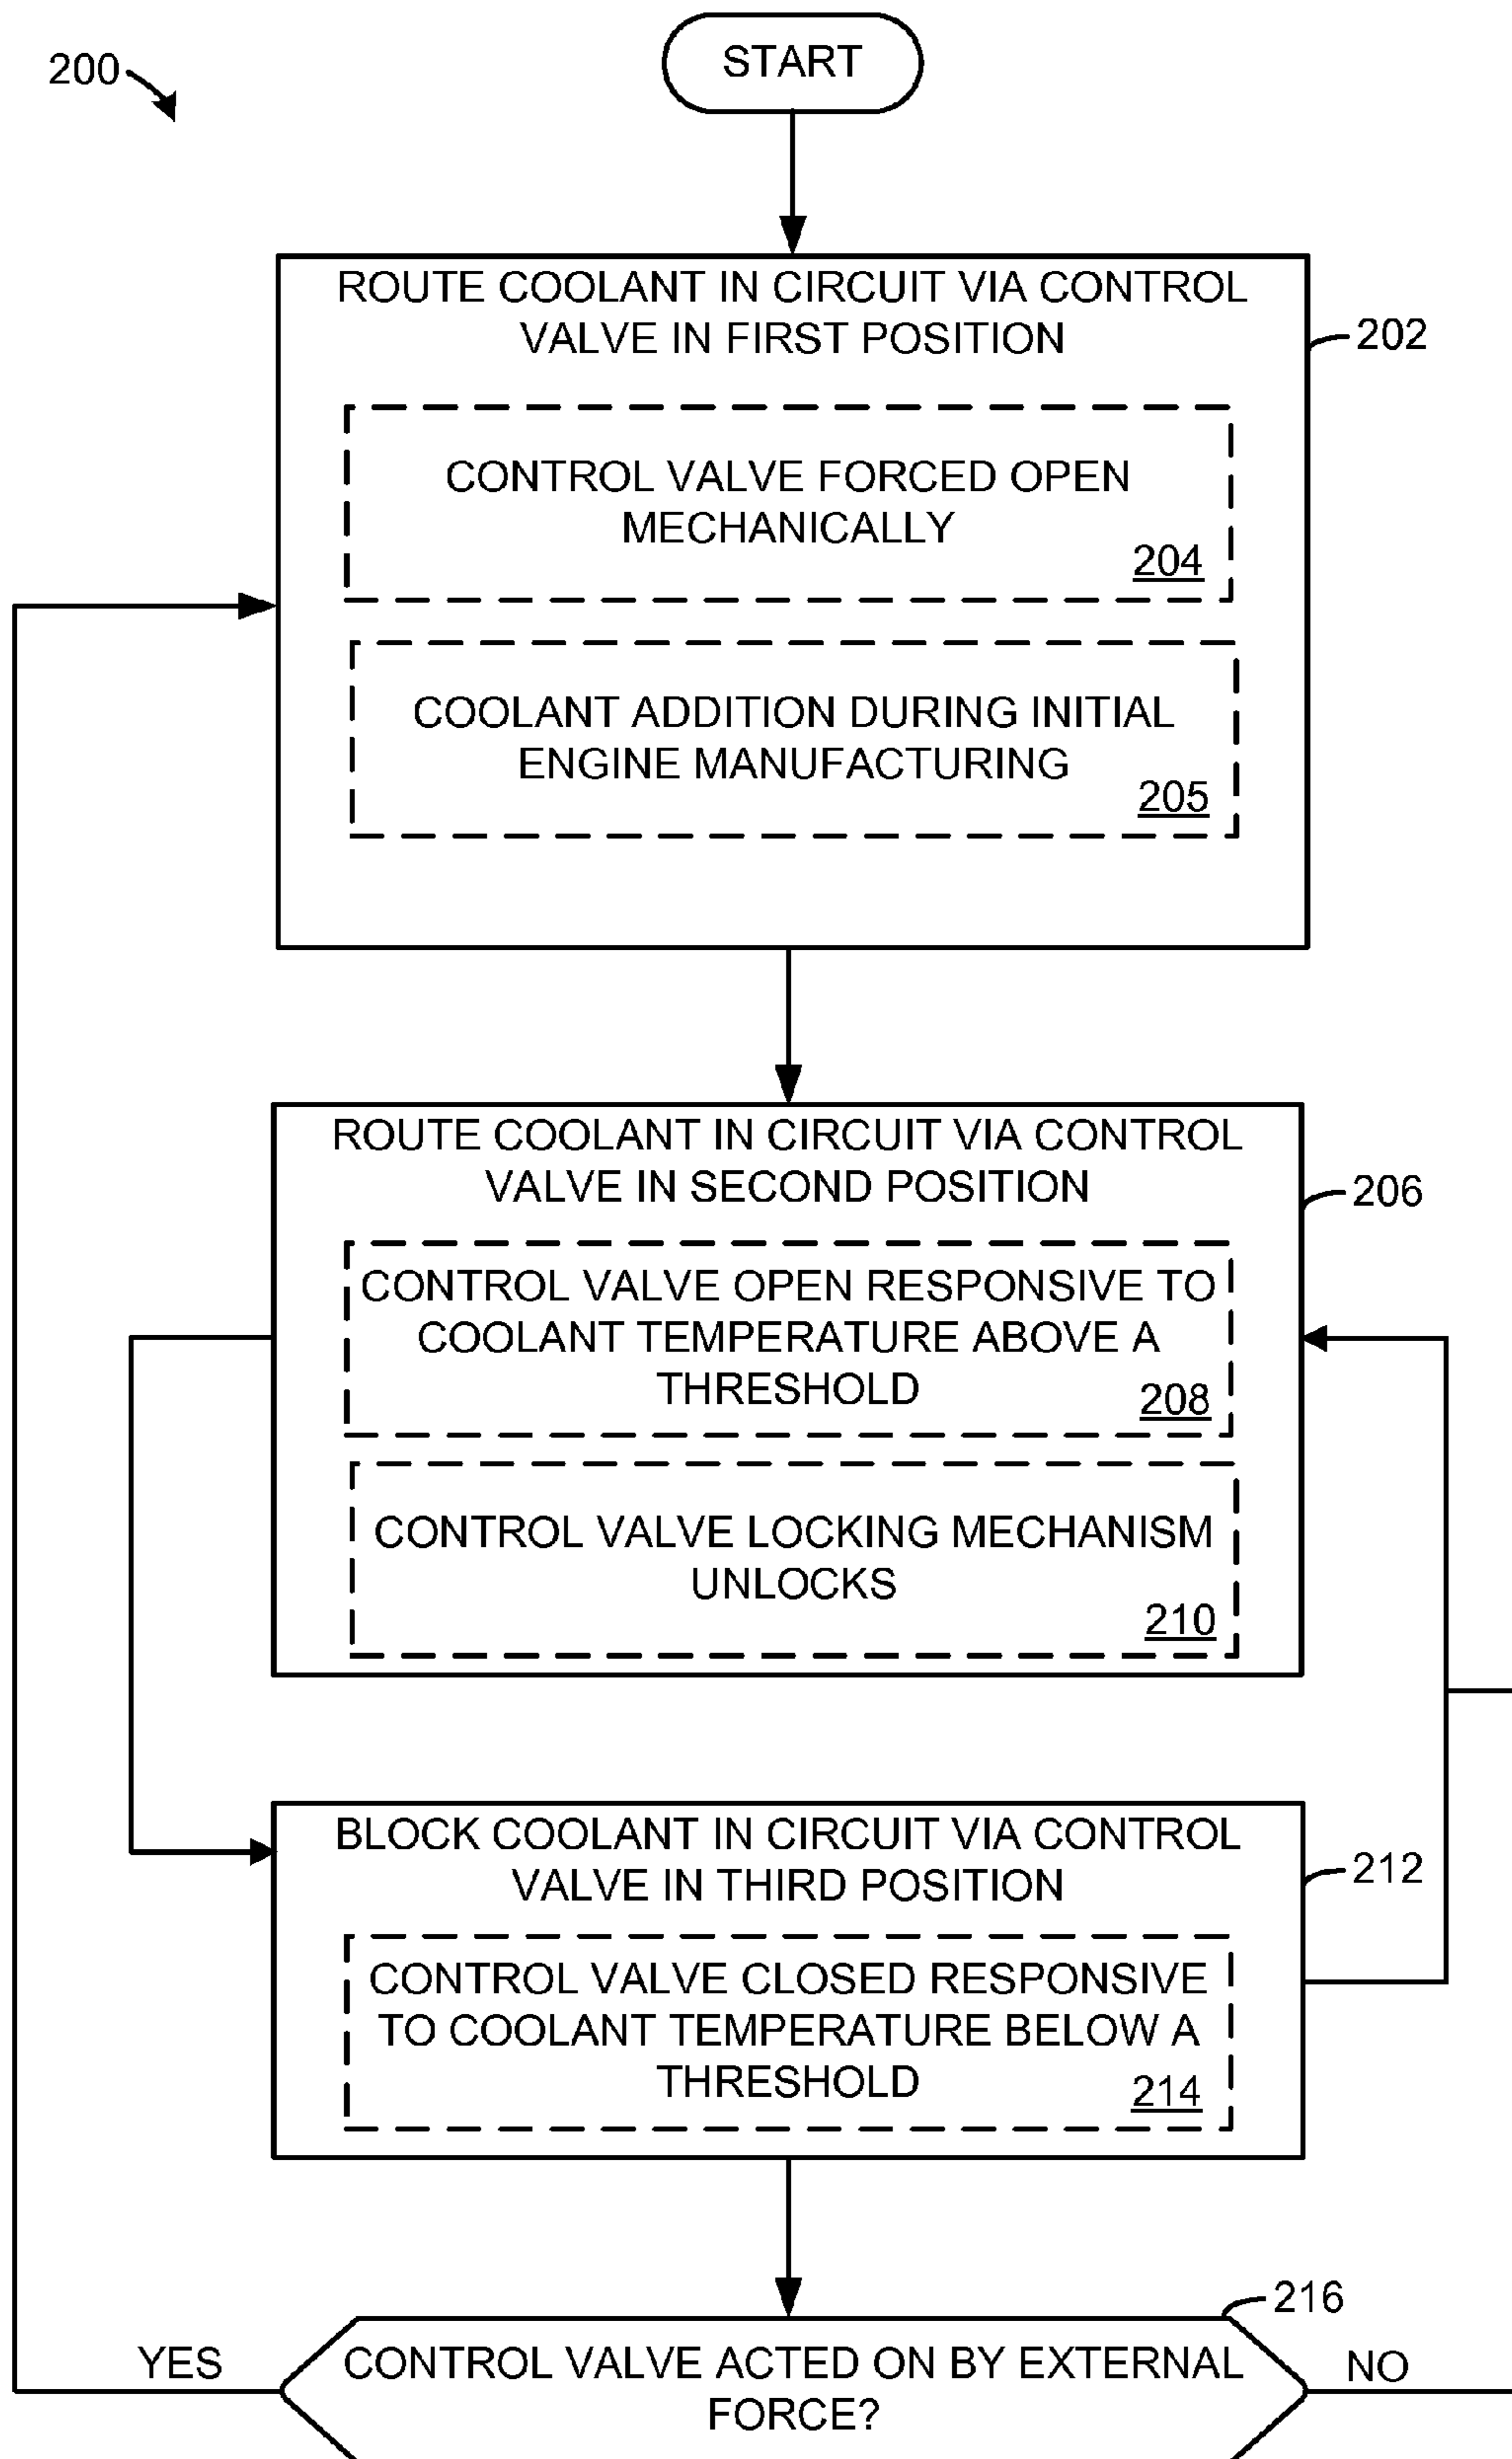 200
START
ROUTE COOLANT IN CIRCUIT VIA CONTROL
VALVE IN FIRST POSITION
202
CONTROL VALVE FORCED OPEN
MECHANICALLY
204
COOLANT ADDITION DURING INITIAL
ENGINE MANUFACTURING
205
ROUTE COOLANT IN CIRCUIT VIA CONTROL
VALVE IN SECOND POSITION
206
CONTROL VALVE OPEN RESPONSIVE TO
COOLANT TEMPERATURE ABOVE A
THRESHOLD
208
CONTROL VALVE LOCKING MECHANISM
UNLOCKS
210
BLOCK COOLANT IN CIRCUIT VIA CONTROL
VALVE IN THIRD POSITION
212
CONTROL VALVE CLOSED RESPONSIVE
TO COOLANT TEMPERATURE BELOW A
THRESHOLD
214
216
YES
CONTROL VALVE ACTED ON BY EXTERNAL
FORCE?
NO